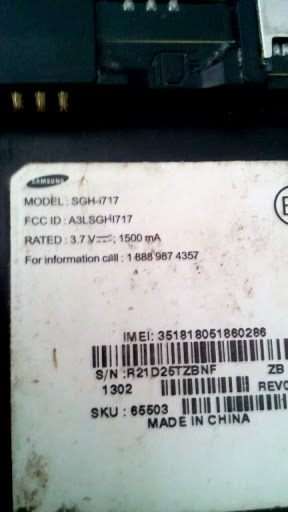 SAMSUNG
MODEL : SGH-i717
FCC ID : A3LSGHI717
RATED : 3.7 V⎓; 1500 mA
For information call : 1 888 987 4357
IMEI: 351818051860286
S/N :R21D25TZBNF ZB
1302 REV0
SKU : 65503
MADE IN CHINA